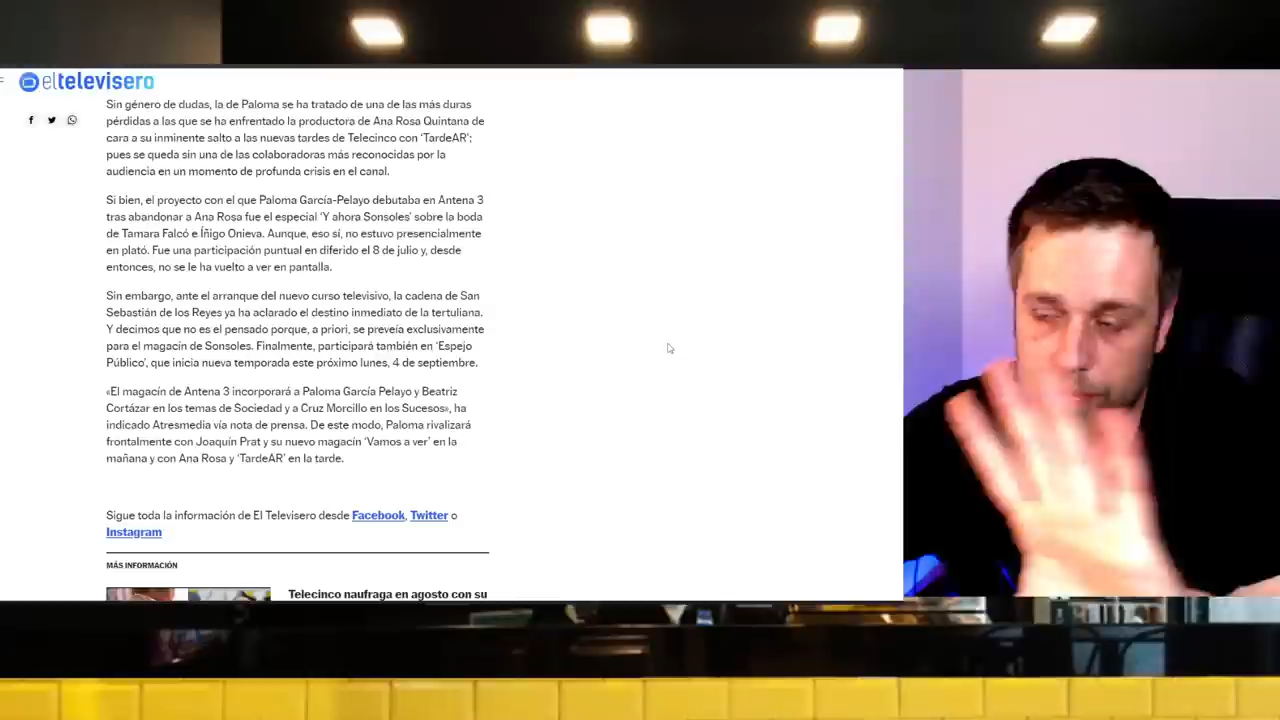 eltelevisero
Sin género de dudas, la de Paloma se ha tratado de una de las más duras
pérdidas a las que se ha enfrentado la productora de Ana Rosa Quintana de
cara a su inminente salto a las nuevas tardes de Telecinco con ‘TardeAR’;
pues se queda sin una de las colaboradoras más reconocidas por la
audiencia en un momento de profunda crisis en el canal.
Si bien, el proyecto con el que Paloma García-Pelayo debutaba en Antena 3
tras abandonar a Ana Rosa fue el especial ‘Y ahora Sonsoles’ sobre la boda
de Tamara Falcó e Íñigo Onieva. Aunque, eso sí, no estuvo presencialmente
en plató. Fue una participación puntual en diferido el 8 de julio y, desde
entonces, no se le ha vuelto a ver en pantalla.
Sin embargo, ante el arranque del nuevo curso televisivo, la cadena de San
Sebastián de los Reyes ya ha aclarado el destino inmediato de la tertuliana.
Y decimos que no es el pensado porque, a priori, se preveía exclusivamente
para el magacín de Sonsoles. Finalmente, participará también en ‘Espejo
Público’, que inicia nueva temporada este próximo lunes, 4 de septiembre.
«El magacín de Antena 3 incorporará a Paloma García Pelayo y Beatriz
Cortázar en los temas de Sociedad y a Cruz Morcillo en los Sucesos», ha
indicado Atresmedia vía nota de prensa. De este modo, Paloma rivalizará
frontalmente con Joaquín Prat y su nuevo magacín ‘Vamos a ver’ en la
mañana y con Ana Rosa y ‘TardeAR’ en la tarde.
Sigue toda la información de El Televisero desde Facebook, Twitter o
Instagram
MÁS INFORMACIÓN
Telecinco naufraga en agosto con su